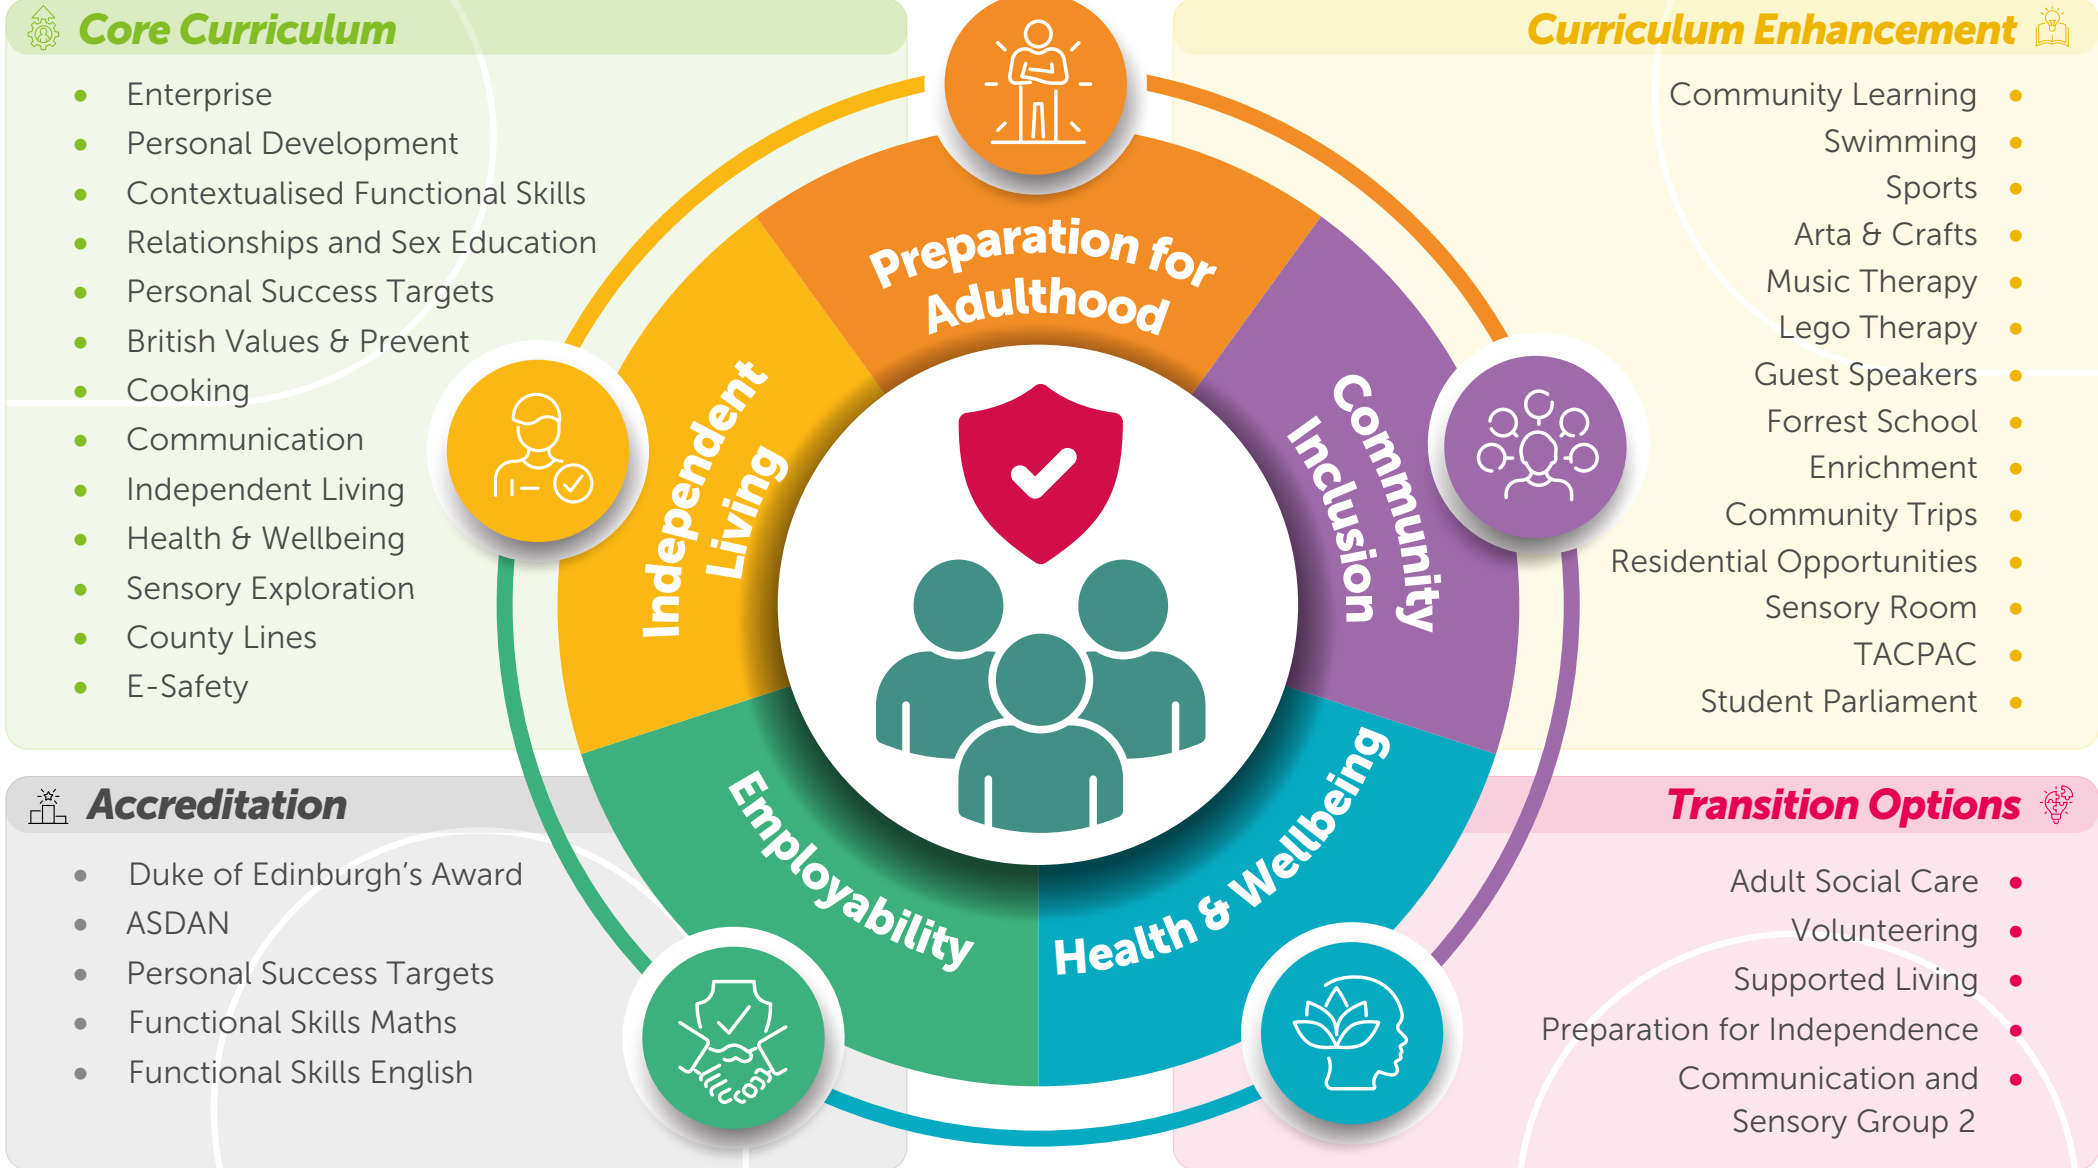 Core Curriculum
Enterprise
Personal Development
Contextualised Functional Skills
Relationships and Sex Education
Personal Success Targets
British Values & Prevent
Cooking
Communication
Independent Living
Health & Wellbeing
Sensory Exploration
County Lines
E-Safety
Curriculum Enhancement
Community Learning
Swimming
Sports
Arta & Crafts
Music Therapy
Lego Therapy
Guest Speakers
Forrest School
Enrichment
Community Trips
Residential Opportunities
Sensory Room
TACPAC
Student Parliament
Preparation for
Adulthood
Independent
Living
Community
Inclusion
Employability
Health & Wellbeing
Accreditation
Duke of Edinburgh’s Award
ASDAN
Personal Success Targets
Functional Skills Maths
Functional Skills English
Transition Options
Adult Social Care
Volunteering
Supported Living
Preparation for Independence
Communication and
Sensory Group 2